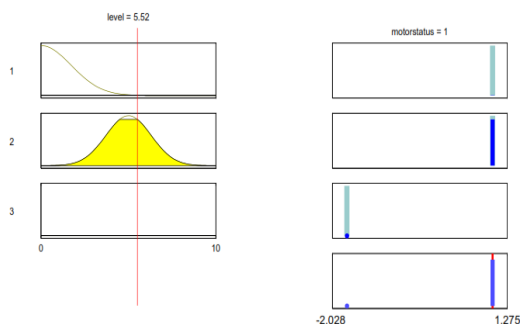 level = 5.52
motorstatus = 1
1
2
3
0 10
-2.028 1.275